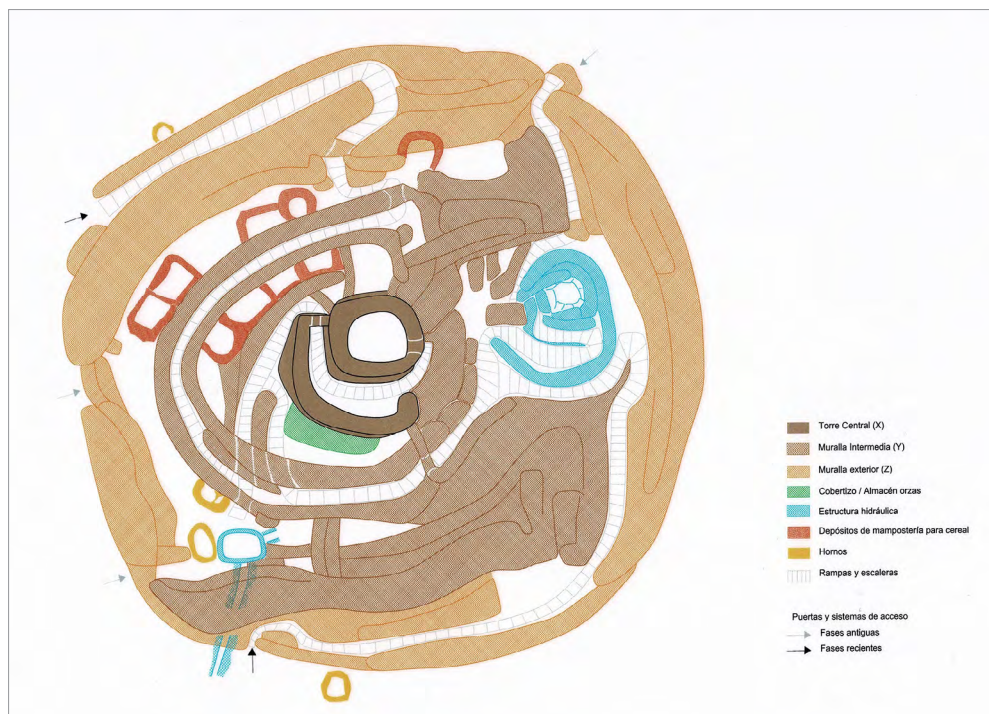 Torre Central (X)
Muralla Intermedia (Y)
Muralla exterior (Z)
Cobertizo / Almacén orzas
Estructura hidráulica
Depósitos de mampostería para cereal
Hornos
Rampas y escaleras
Puertas y sistemas de acceso
Fases antiguas
Fases recientes